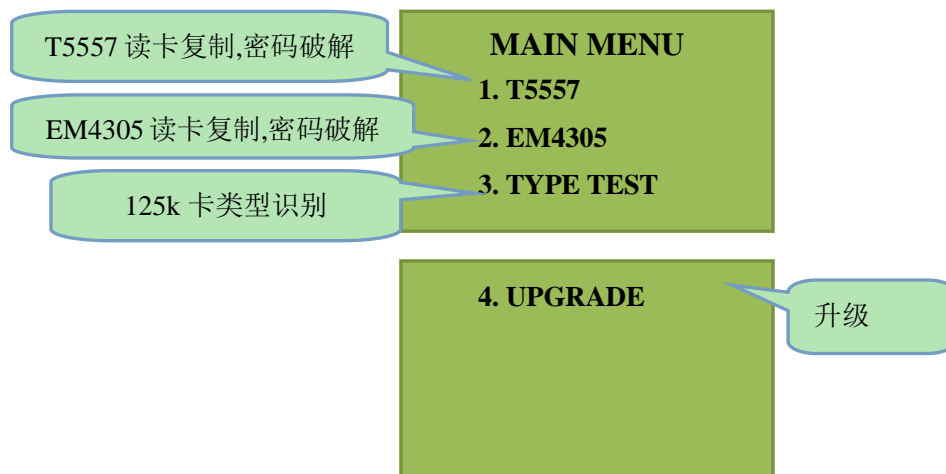 T5557 读卡复制,密码破解
MAIN MENU
1. T5557
EM4305 读卡复制,密码破解
2. EM4305
125k 卡类型识别
3. TYPE TEST
4. UPGRADE
升级